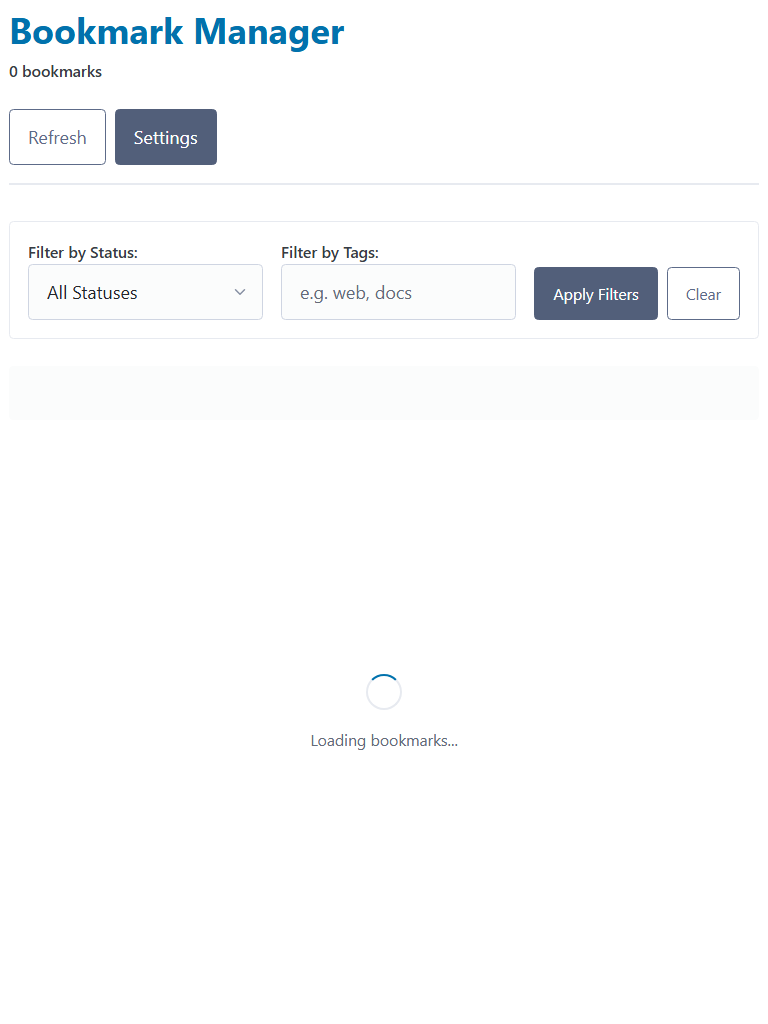 Bookmark Manager
0 bookmarks
Refresh Settings
Filter by Status: Filter by Tags:
All Statuses e.g. web, docs Apply Filters Clear
Loading bookmarks...